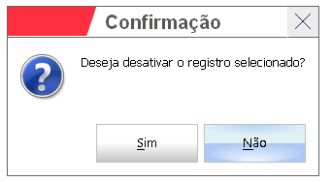 Confirmação
Deseja desativar o registro selecionado?
Sim
Não